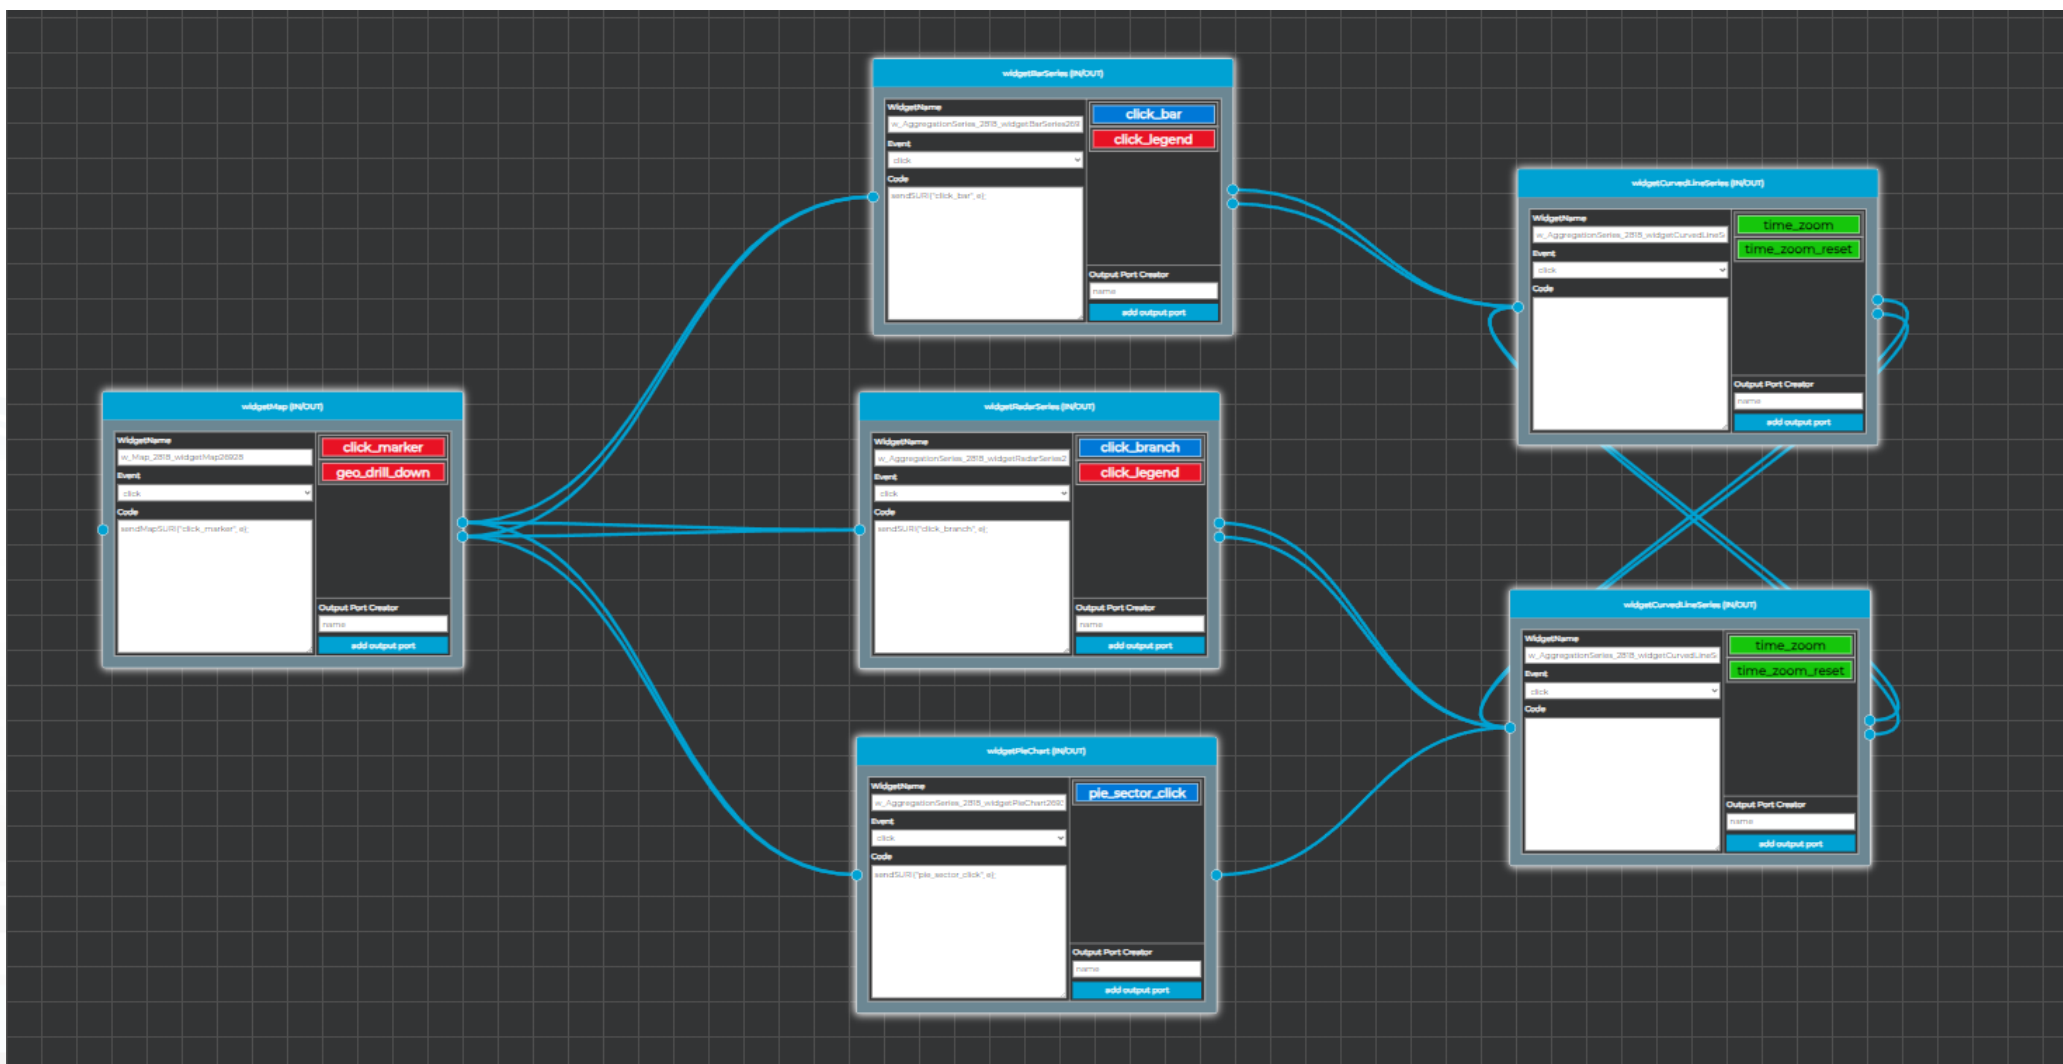 widgetBarSeries (IN/OUT)
WidgetName
w_AggregationSeries_2818_widgetBarSeries269
Event
click
Code
sendSURI("click_bar", e);
click_bar
click_legend
Output Port Creator
name
add output port
widgetCurvedLineSeries (IN/OUT)
WidgetName
w_AggregationSeries_2818_widgetCurvedLineS
Event
click
Code
time_zoom
time_zoom_reset
Output Port Creator
name
add output port
widgetMap (IN/OUT)
WidgetName
w_Map_2818_widgetMap26928
Event
click
Code
sendMapSURI("click_marker", e);
click_marker
geo_drill_down
Output Port Creator
name
add output port
widgetRadarSeries (IN/OUT)
WidgetName
w_AggregationSeries_2818_widgetRadarSeries2
Event
click
Code
sendSURI("click_branch", e);
click_branch
click_legend
Output Port Creator
name
add output port
widgetCurvedLineSeries (IN/OUT)
WidgetName
w_AggregationSeries_2818_widgetCurvedLineS
Event
click
Code
time_zoom
time_zoom_reset
Output Port Creator
name
add output port
widgetPieChart (IN/OUT)
WidgetName
w_AggregationSeries_2818_widgetPieChart2692
Event
click
Code
sendSURI("pie_sector_click", e);
pie_sector_click
Output Port Creator
name
add output port